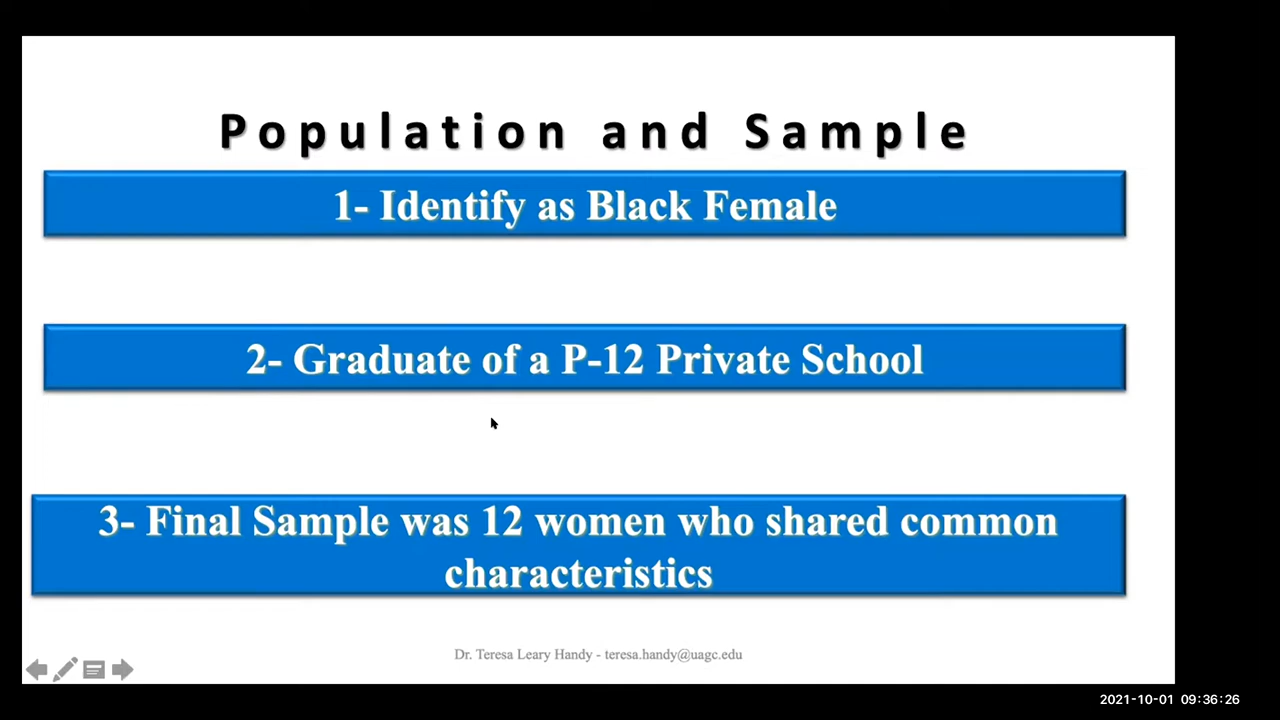 Population and Sample
1- Identify as Black Female
2- Graduate of a P-12 Private School
3- Final Sample was 12 women who shared common
characteristics
Dr. Teresa Leary Handy - teresa.handy@uagc.edu
2021-10-01 09:36:26